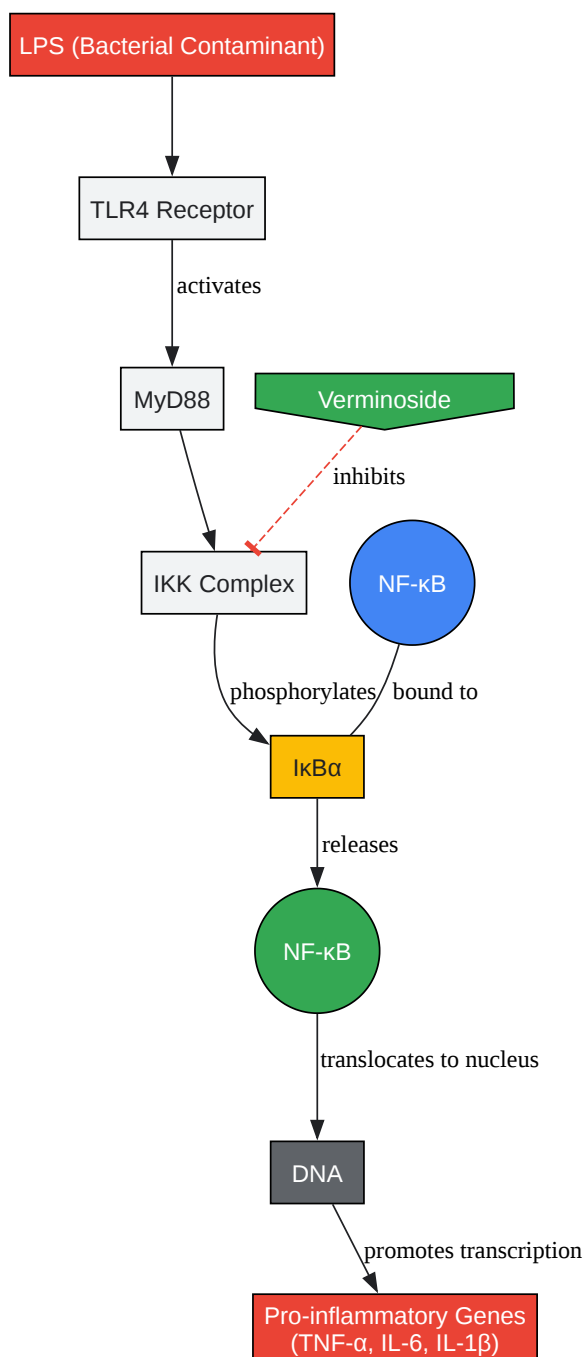 LPS (Bacterial Contaminant)
TLR4 Receptor
activates
MyD88
Verminoside
inhibits
IKK Complex
NF-κB
phosphorylates
bound to
IκBα
releases
NF-κB
translocates to nucleus
DNA
promotes transcription
Pro-inflammatory Genes
(TNF-α, IL-6, IL-1β)